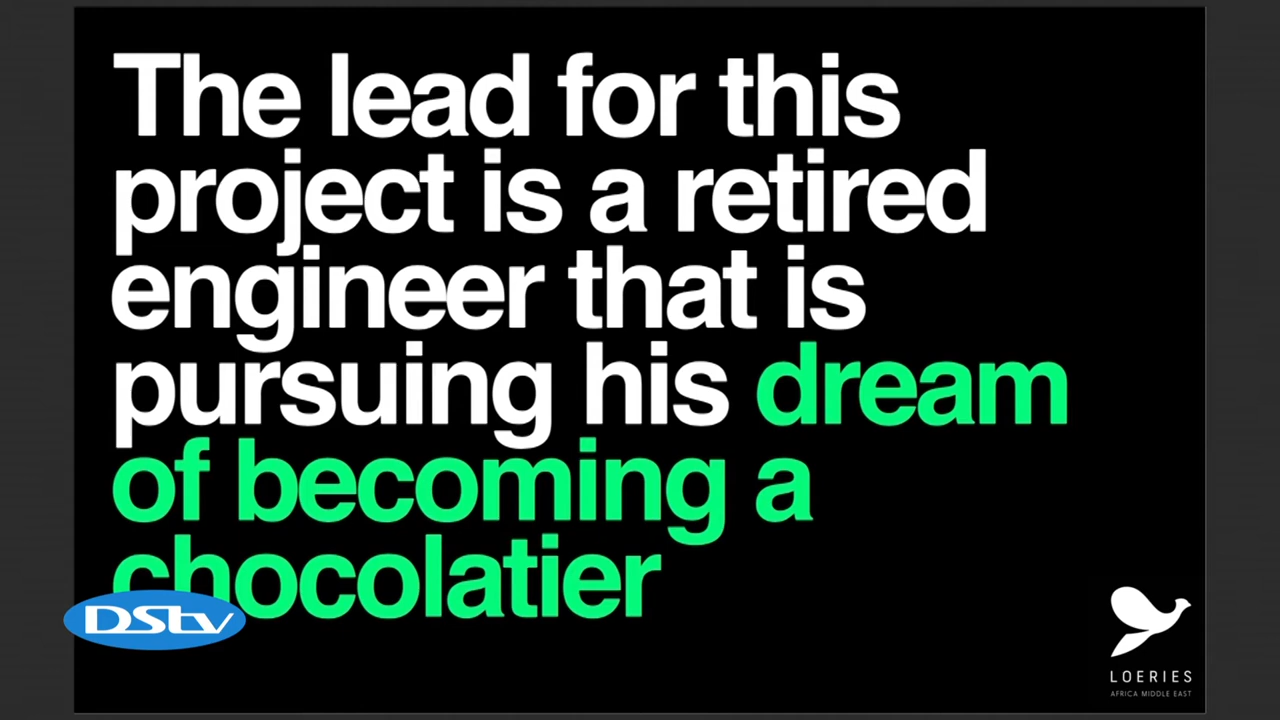 The lead for this
project is a retired
engineer that is
pursuing his dream
of becoming a
chocolatier
DStv
LOERIES
AFRICA MIDDLE EAST